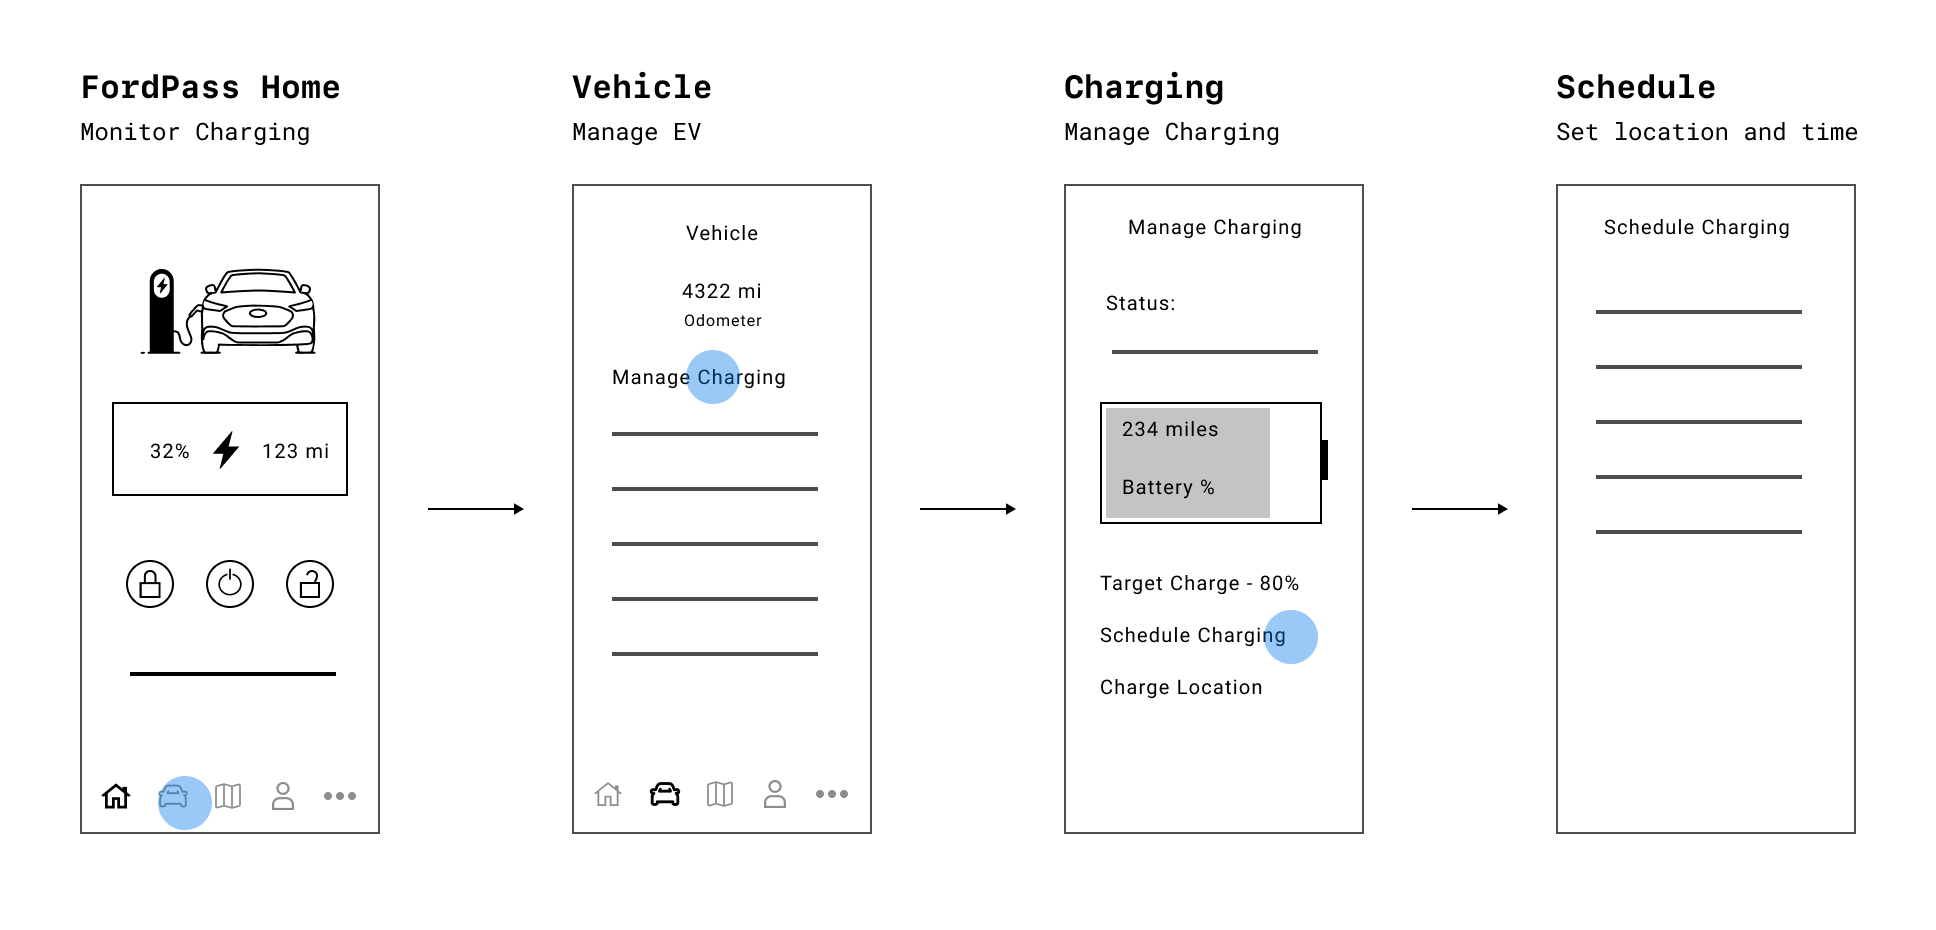 FordPass Home
Monitor Charging
32%
123 mi
Vehicle
Manage EV
Vehicle
4322 mi
Odometer
Manage Charging
Charging
Manage Charging
Manage Charging
Status:
234 miles
Battery %
Target Charge - 80%
Schedule Charging
Charge Location
Schedule
Set location and time
Schedule Charging